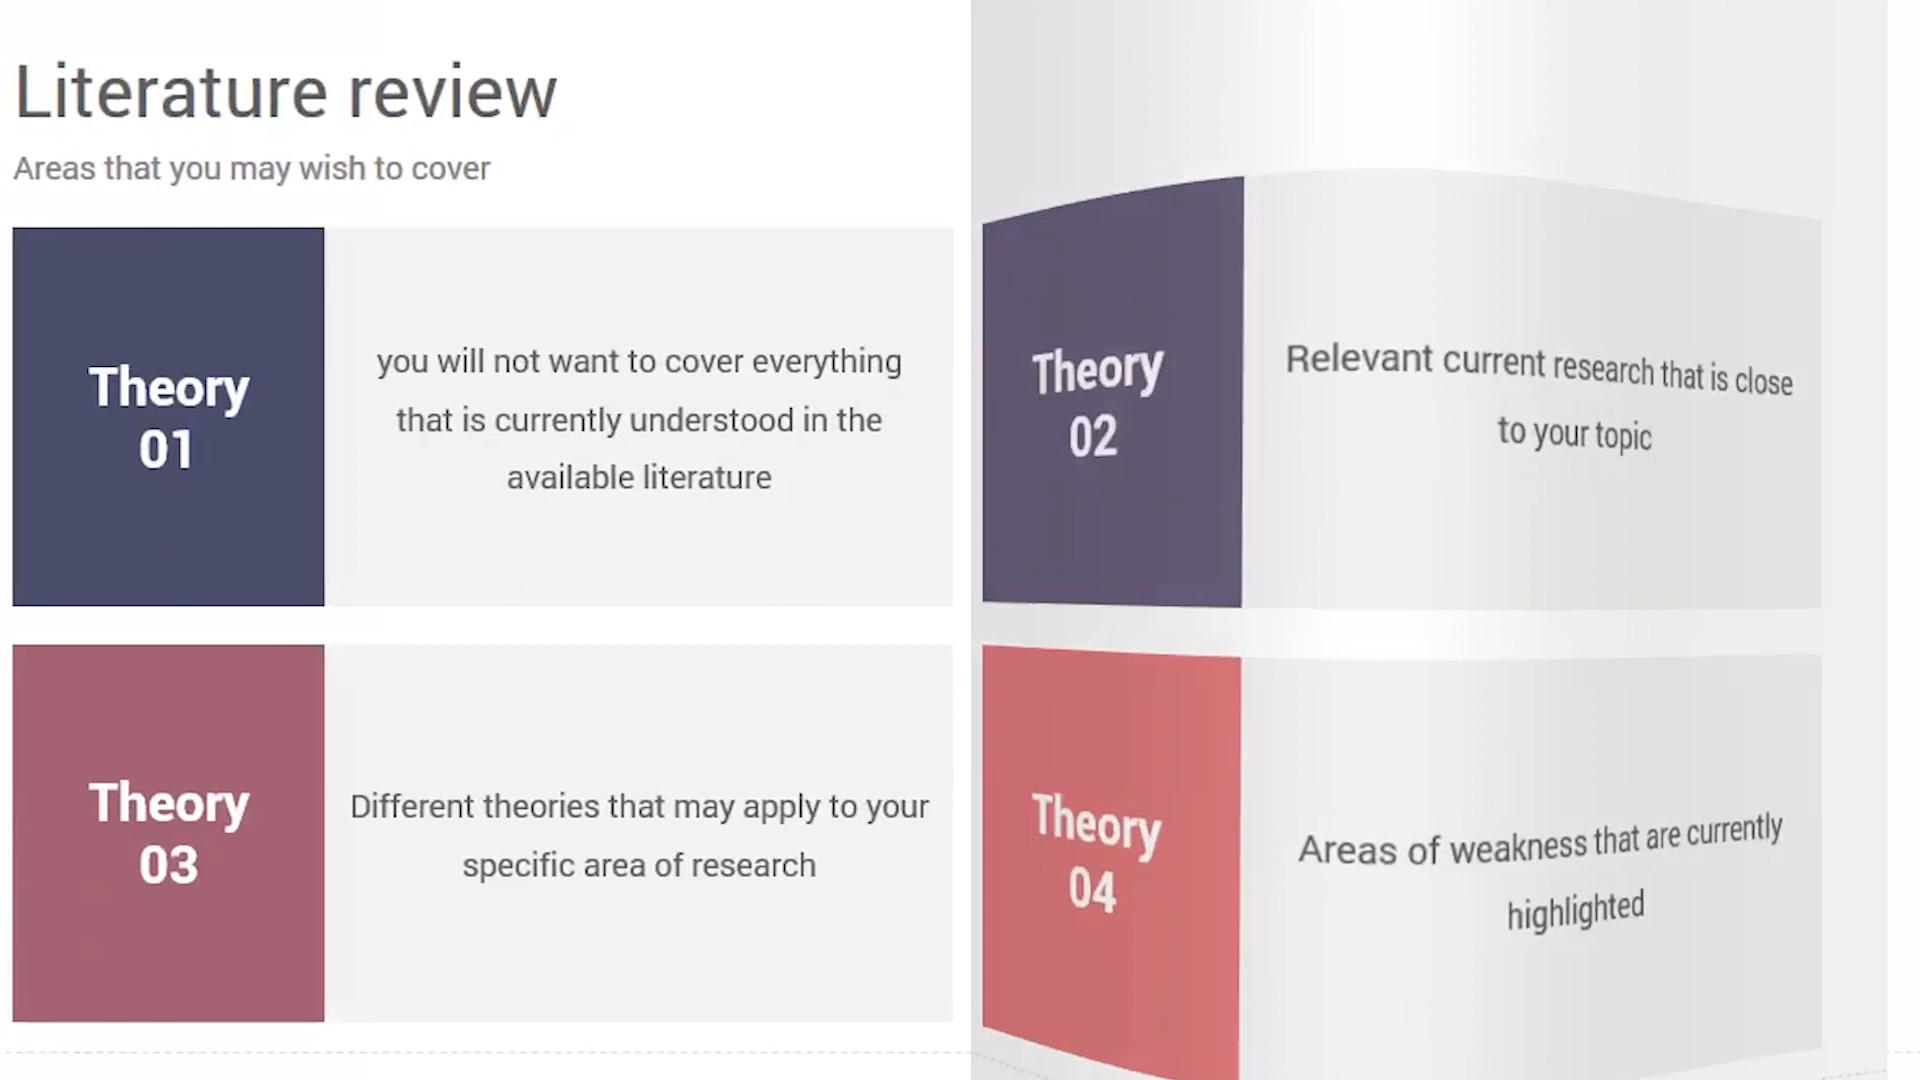 Literature review
Areas that you may wish to cover
Theory
01
you will not want to cover everything
that is currently understood in the
available literature
Theory
02
Relevant current research that is close
to your topic
Theory
03
Different theories that may apply to your
specific area of research
Theory
04
Areas of weakness that are currently
highlighted